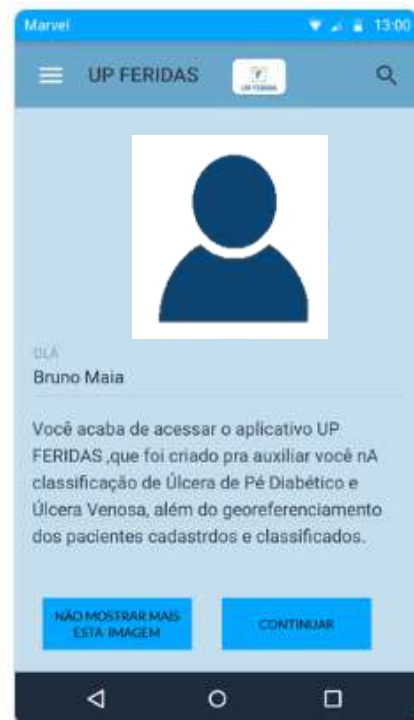 Marvel 13:00
UP FERIDAS UP FERIDAS
OLÁ
Bruno Maia
Você acaba de acessar o aplicativo UP
FERIDAS ,que foi criado pra auxiliar você nA
classificação de Úlcera de Pé Diabético e
Úlcera Venosa, além do georeferenciamento
dos pacientes cadastrdos e classificados.
NÃO MOSTRAR MAIS
ESTA IMAGEM
CONTINUAR